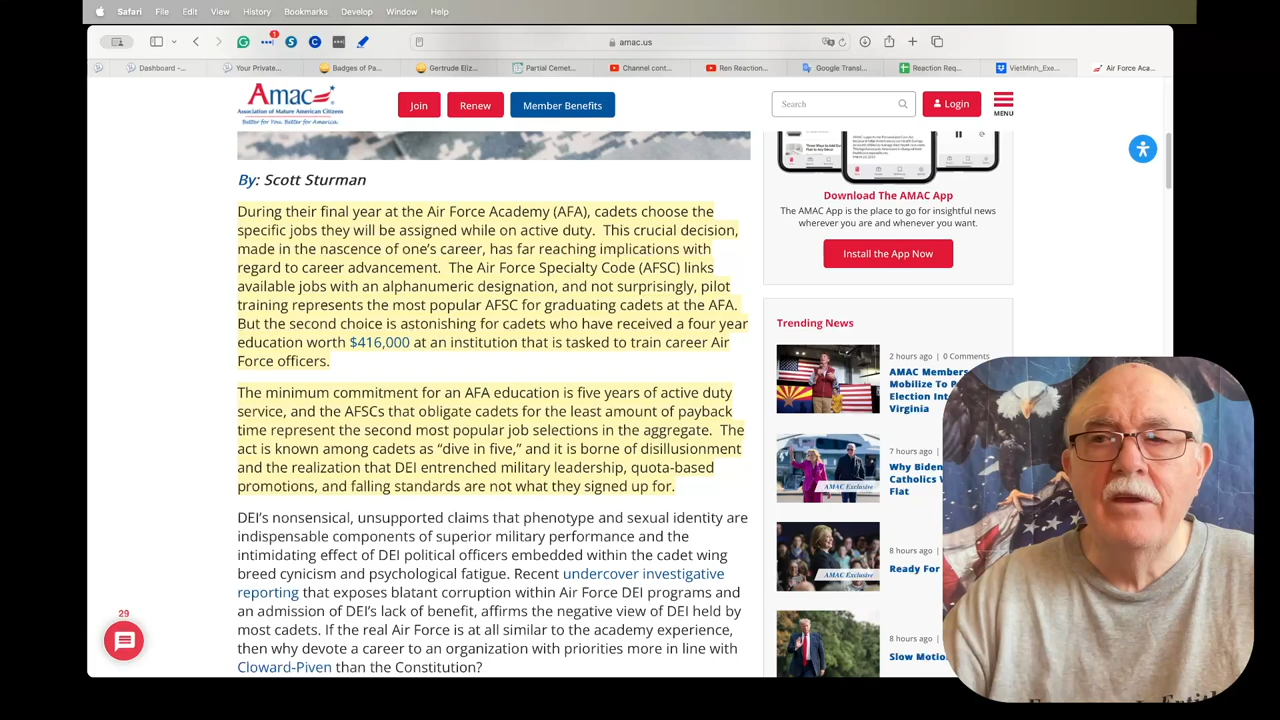 Safari File Edit View History Bookmarks Develop Window Help
1
amac.us
Dashboard -...
Your Private...
Badges of Pa...
Gertrude Eliz...
Partial Cemet...
Channel cont...
Ren Reaction...
Google Transl...
Reaction Req...
VietMinh_Exe...
Air Force Aca...
Amac
Association of Mature American Citizens
Better for You. Better for America.
Join
Renew
Member Benefits
Search
Login
MENU
By: Scott Sturman
During their final year at the Air Force Academy (AFA), cadets choose the
specific jobs they will be assigned while on active duty. This crucial decision,
made in the nascence of one's career, has far reaching implications with
regard to career advancement. The Air Force Specialty Code (AFSC) links
available jobs with an alphanumeric designation, and not surprisingly, pilot
training represents the most popular AFSC for graduating cadets at the AFA.
But the second choice is astonishing for cadets who have received a four year
education worth $416,000 at an institution that is tasked to train career Air
Force officers.
The minimum commitment for an AFA education is five years of active duty
service, and the AFSCs that obligate cadets for the least amount of payback
time represent the second most popular job selections in the aggregate. The
act is known among cadets as “dive in five,” and it is borne of disillusionment
and the realization that DEI entrenched military leadership, quota-based
promotions, and falling standards are not what they signed up for.
DEI's nonsensical, unsupported claims that phenotype and sexual identity are
indispensable components of superior military performance and the
intimidating effect of DEI political officers embedded within the cadet wing
breed cynicism and psychological fatigue. Recent undercover investigative
reporting that exposes blatant corruption within Air Force DEI programs and
an admission of DEI's lack of benefit, affirms the negative view of DEI held by
most cadets. If the real Air Force is at all similar to the academy experience,
then why devote a career to an organization with priorities more in line with
Cloward-Piven than the Constitution?
29
Download The AMAC App
The AMAC App is the place to go for insightful news
wherever you are and whenever you want.
Install the App Now
Trending News
2 hours ago | 0 Comments
AMAC Members
Mobilize To P
Election Int
Virginia
7 hours ago |
Why Biden
Catholics
Flat
AMAC Exclusive
8 hours ago |
Ready For
AMAC Exclusive
8 hours ago |
Slow Motio